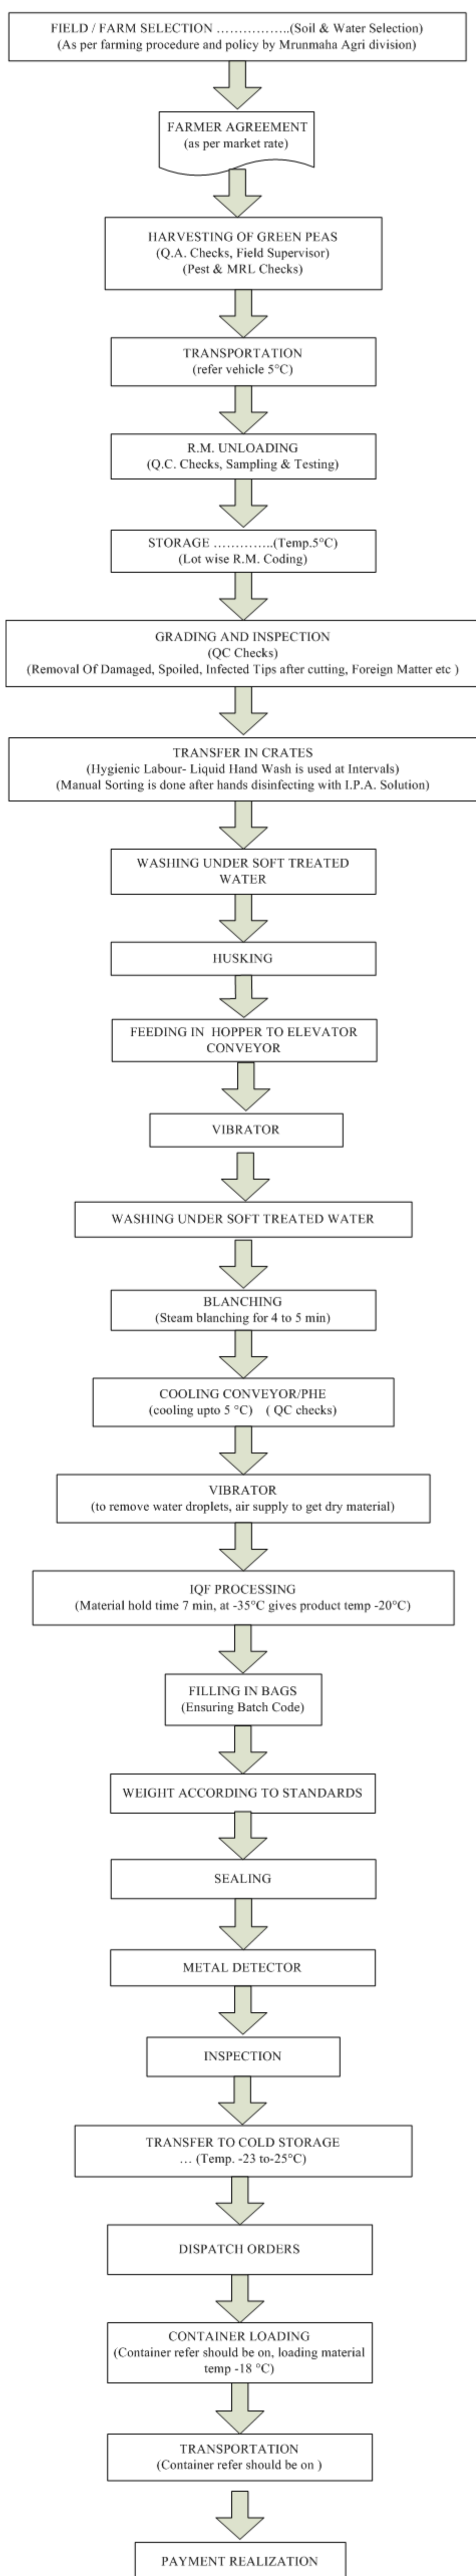 FIELD / FARM SELECTION ……………..(Soil & Water Selection)
(As per farming procedure and policy by Mrunmaha Agri division)
FARMER AGREEMENT
(as per market rate)
HARVESTING OF GREEN PEAS
(Q.A. Checks, Field Supervisor)
(Pest & MRL Checks)
TRANSPORTATION
(refer vehicle 5°C)
R.M. UNLOADING
(Q.C. Checks, Sampling & Testing)
STORAGE …………..(Temp.5°C)
(Lot wise R.M. Coding)
GRADING AND INSPECTION
(QC Checks)
(Removal Of Damaged, Spoiled, Infected Tips after cutting, Foreign Matter etc )
TRANSFER IN CRATES
(Hygienic Labour- Liquid Hand Wash is used at Intervals)
(Manual Sorting is done after hands disinfecting with I.P.A. Solution)
WASHING UNDER SOFT TREATED
WATER
HUSKING
FEEDING IN HOPPER TO ELEVATOR
CONVEYOR
VIBRATOR
WASHING UNDER SOFT TREATED WATER
BLANCHING
(Steam blanching for 4 to 5 min)
COOLING CONVEYOR/PHE
(cooling upto 5 °C) ( QC checks)
VIBRATOR
(to remove water droplets, air supply to get dry material)
IQF PROCESSING
(Material hold time 7 min, at -35°C gives product temp -20°C)
FILLING IN BAGS
(Ensuring Batch Code)
WEIGHT ACCORDING TO STANDARDS
SEALING
METAL DETECTOR
INSPECTION
TRANSFER TO COLD STORAGE
… (Temp. -23 to-25°C)
DISPATCH ORDERS
CONTAINER LOADING
(Container refer should be on, loading material
temp -18 °C)
TRANSPORTATION
(Container refer should be on )
PAYMENT REALIZATION